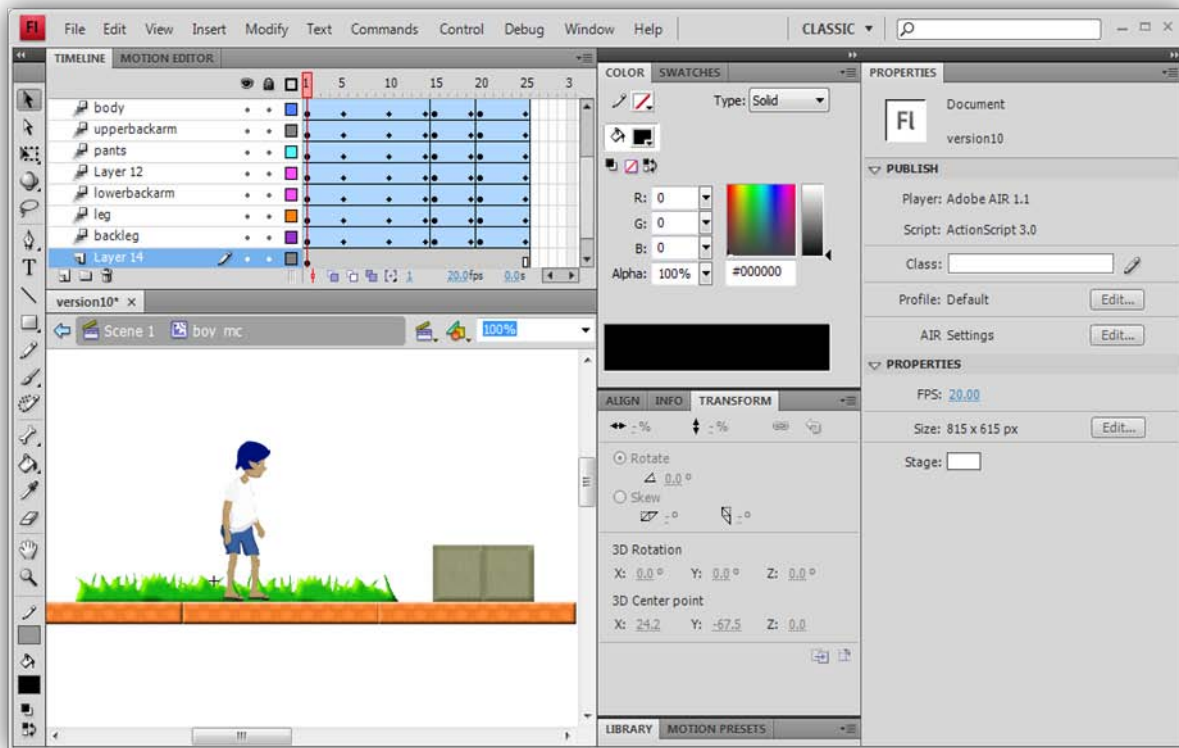 Fl File Edit View Insert Modify Text Commands Control Debug Window Help CLASSIC
TIMELINE MOTION EDITOR
1 5 10 15 20 25 3
body
upperbackarm
pants
Layer 12
lowerbackarm
leg
backleg
Layer 14
1 20.0fps 0.0s
version10*
Scene 1 boy mc 100%
COLOR SWATCHES
Type: Solid
R: 0
G: 0
B: 0
Alpha: 100% #000000
ALIGN INFO TRANSFORM
-% -%
Rotate
0.0°
Skew
-° -°
3D Rotation
X: 0.0° Y: 0.0° Z: 0.0°
3D Center point
X: 24.2 Y: -67.5 Z: 0.0
LIBRARY MOTION PRESETS
PROPERTIES
Fl Document
version10
PUBLISH
Player: Adobe AIR 1.1
Script: ActionScript 3.0
Class:
Profile: Default Edit...
AIR Settings Edit...
PROPERTIES
FPS: 20.00
Size: 815 x 615 px Edit...
Stage: